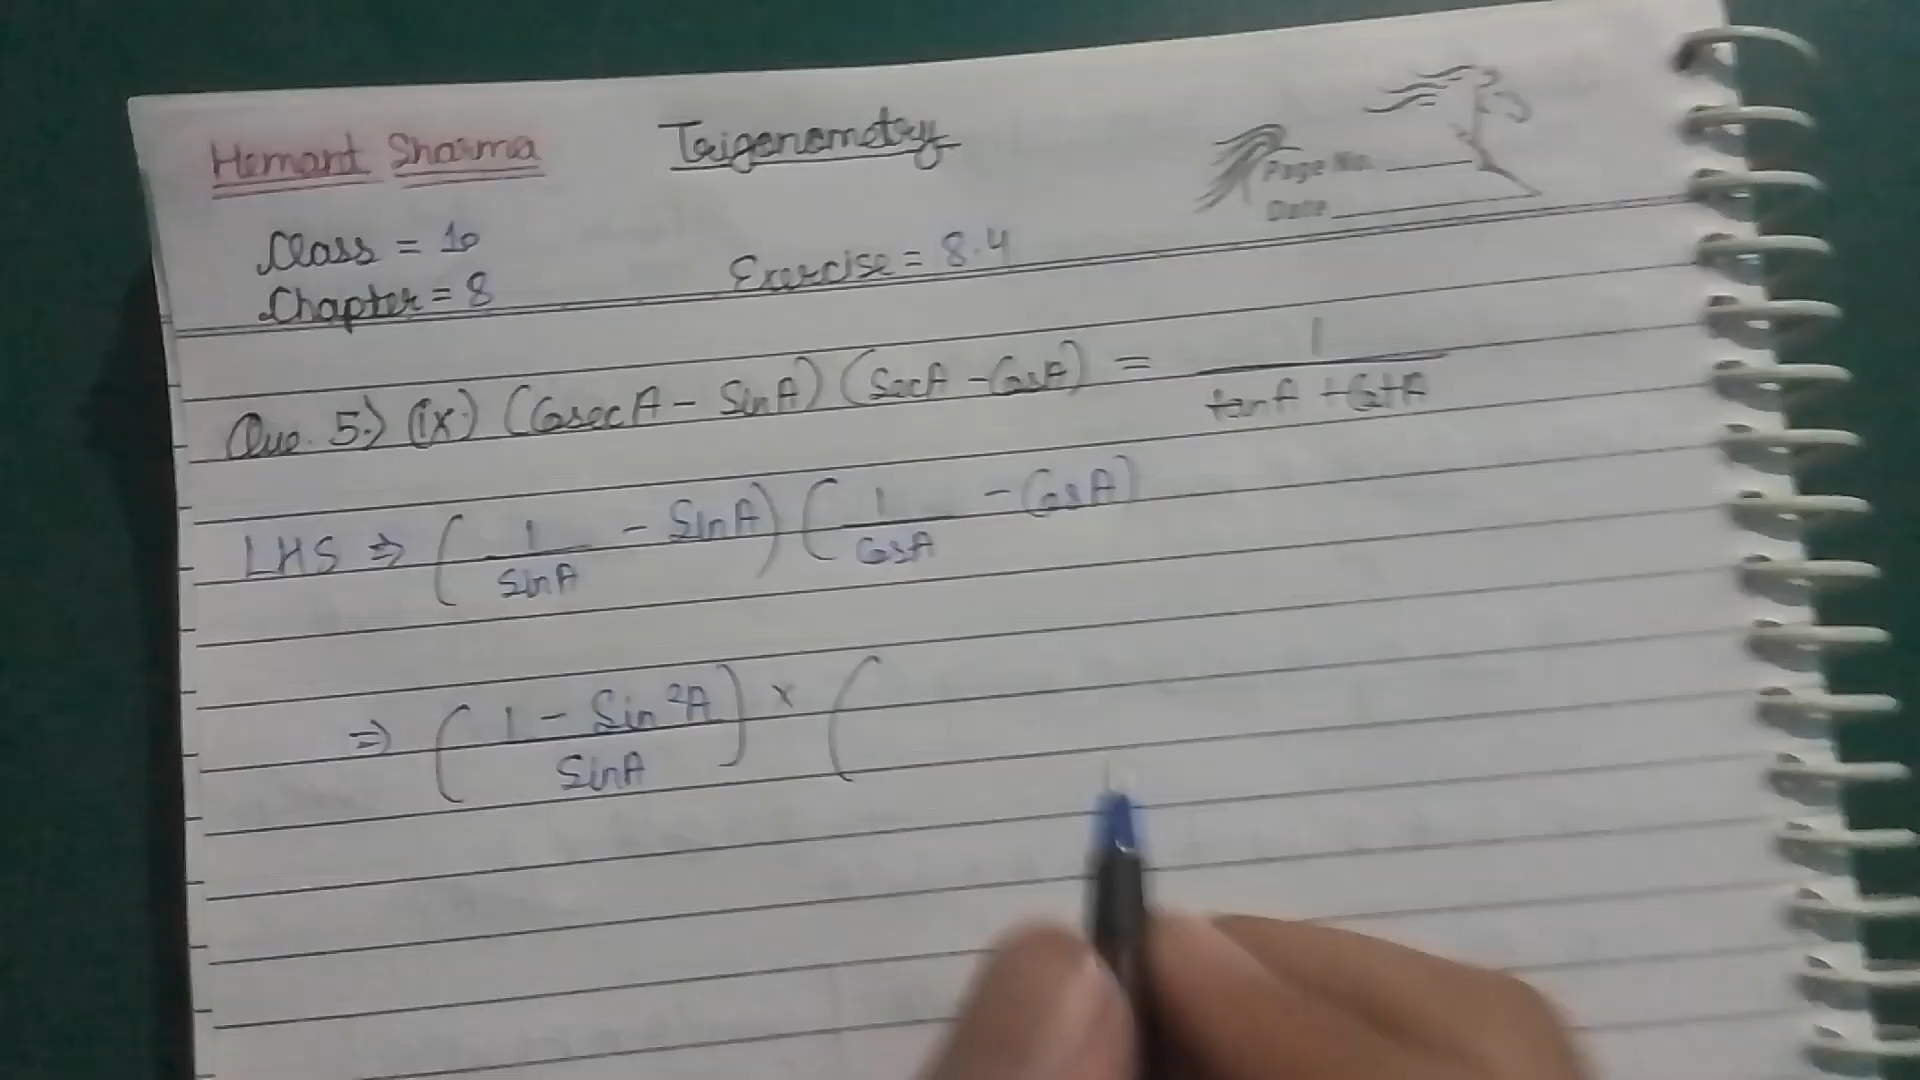 Hemant Sharma Trigonometry
Page No.
Date
Class = 10
Chapter = 8 Exercise = 8.4
Que. 5.) (ix.) (CosecA - SinA) (SecA - CosA) = 1/(tanA + CotA)
LHS ⇒ (1/SinA - SinA) (1/CosA - CosA)
⇒ ((1 - Sin²A)/SinA) × (